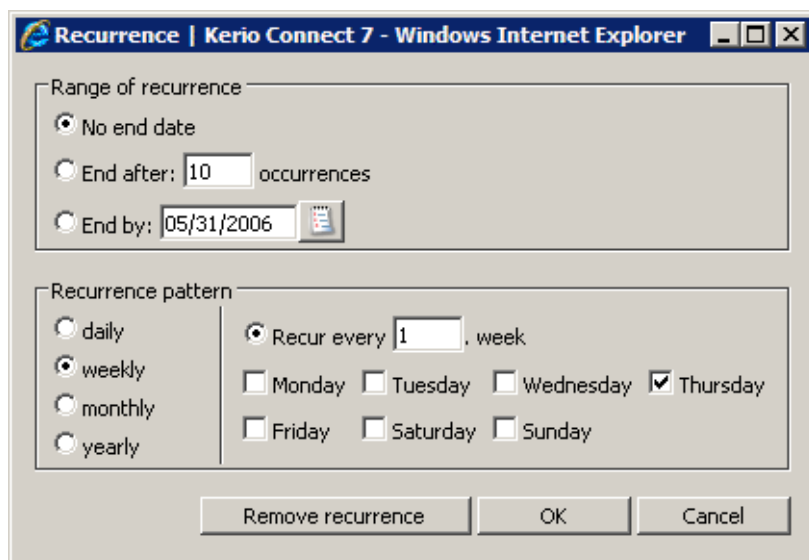 Recurrence | Kerio Connect 7 - Windows Internet Explorer
Range of recurrence
No end date
End after: 10 occurrences
End by: 05/31/2006
Recurrence pattern
daily
weekly
monthly
yearly
Recur every 1 . week
Monday Tuesday Wednesday Thursday
Friday Saturday Sunday
Remove recurrence OK Cancel